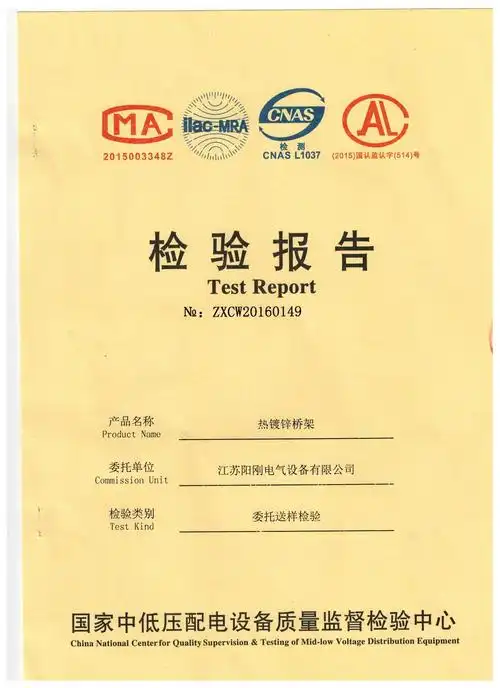 CMA
ilac-MRA
CNAS
CAL
2015003348Z
检 测
CNAS L1037
(2015)国认监认字(514)号
检验报告
Test Report
№: ZXCW20160149
产品名称
热镀锌桥架
Product Name
委托单位
江苏阳刚电气设备有限公司
Commission Unit
检验类别
委托送样检验
Test Kind
国家中低压配电设备质量监督检验中心
China National Center for Quality Supervision & Testing of Mid-low Voltage Distribution Equipment